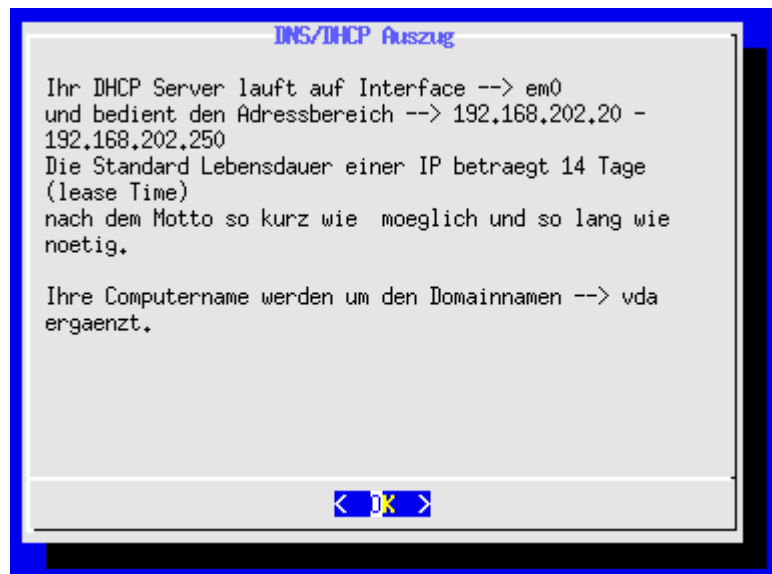 DNS/DHCP Auszug
Ihr DHCP Server lauft auf Interface --> em0
und bedient den Adressbereich --> 192.168.202.20 -
192.168.202.250
Die Standard Lebensdauer einer IP betraegt 14 Tage
(lease Time)
nach dem Motto so kurz wie  moeglich und so lang wie
noetig.
Ihre Computername werden um den Domainnamen --> vda
ergaenzt.
< OK >